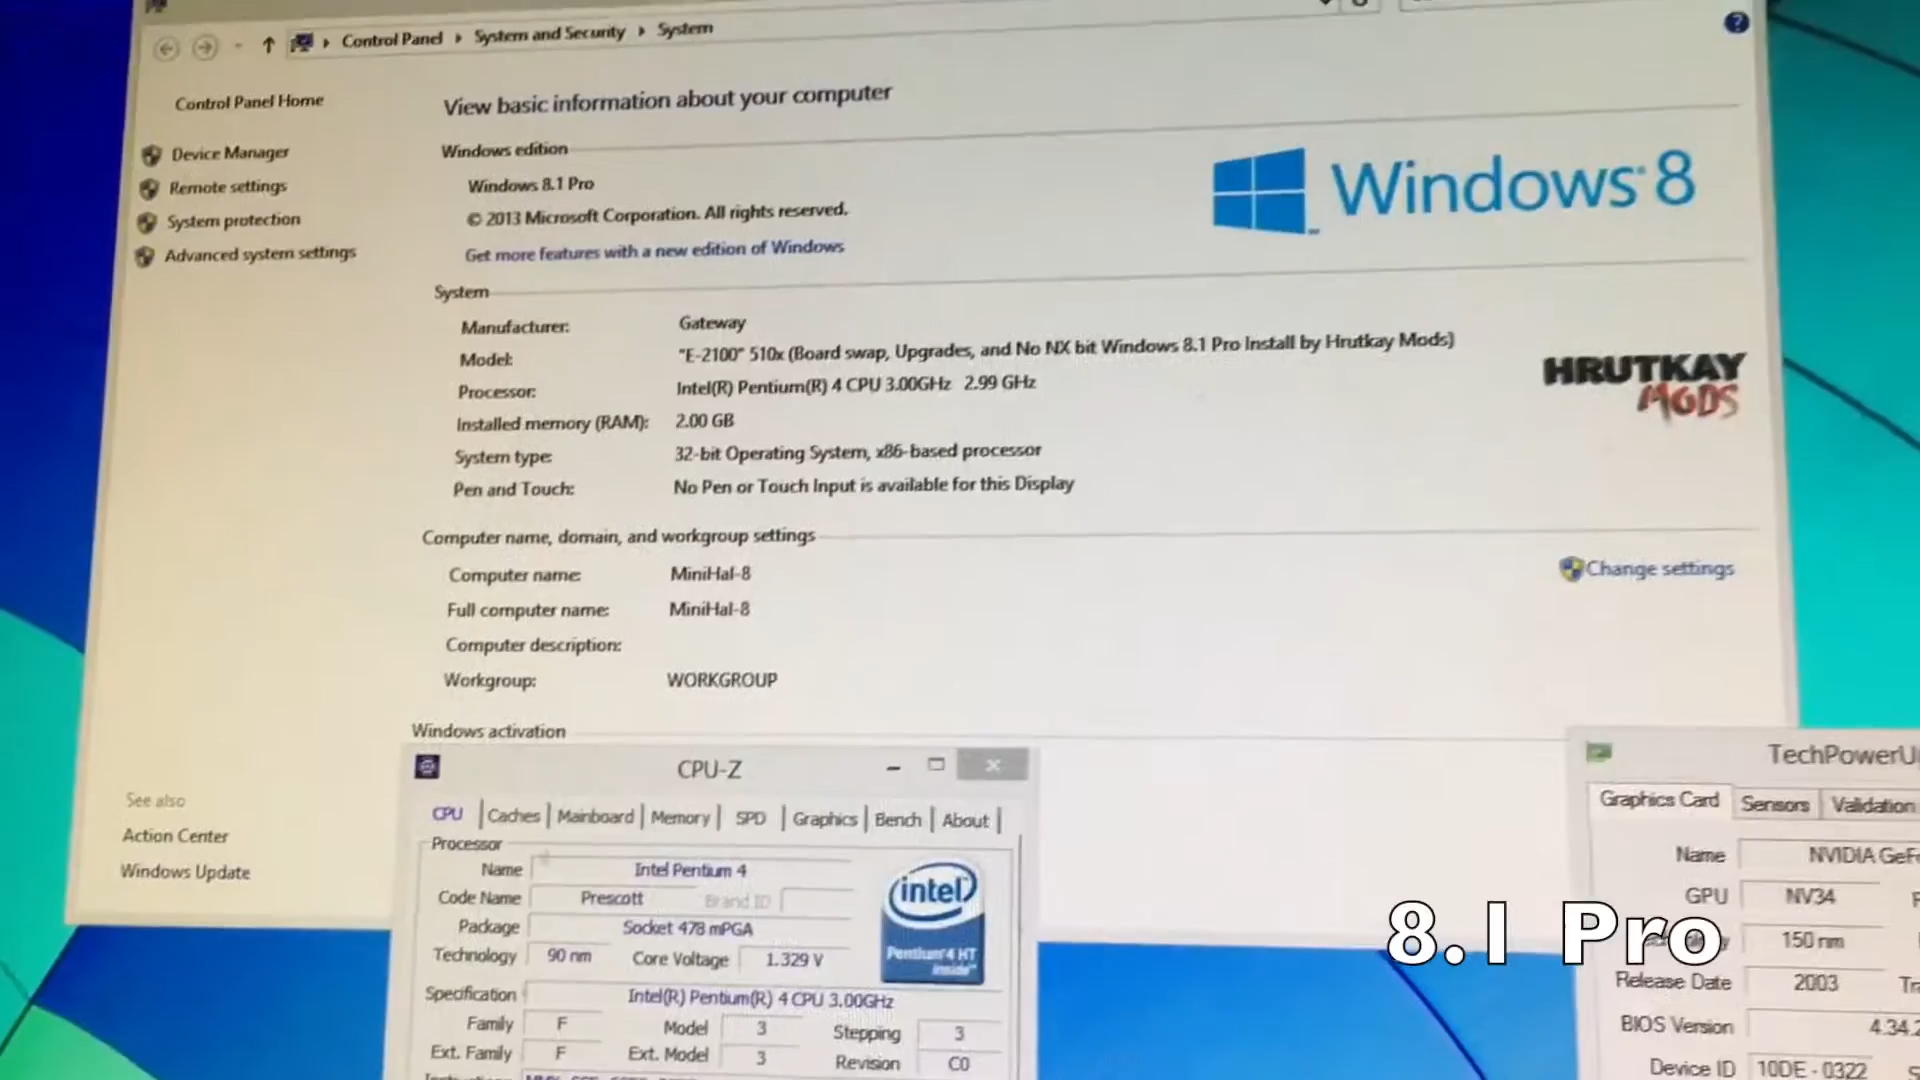 Control Panel ▸ System and Security ▸ System
Control Panel Home
Device Manager
Remote settings
System protection
Advanced system settings
See also
Action Center
Windows Update
View basic information about your computer
Windows edition
Windows 8.1 Pro
© 2013 Microsoft Corporation. All rights reserved.
Get more features with a new edition of Windows
Windows 8
System
Manufacturer: Gateway
Model: "E-2100" 510x (Board swap, Upgrades, and No NX bit Windows 8.1 Pro Install by Hrutkay Mods)
Processor: Intel(R) Pentium(R) 4 CPU 3.00GHz 2.99 GHz
Installed memory (RAM): 2.00 GB
System type: 32-bit Operating System, x86-based processor
Pen and Touch: No Pen or Touch Input is available for this Display
HRUTKAY
MODS
Computer name, domain, and workgroup settings
Computer name: MiniHal-8
Change settings
Full computer name: MiniHal-8
Computer description:
Workgroup: WORKGROUP
Windows activation
CPU-Z
CPU Caches Mainboard Memory SPD Graphics Bench About
Processor
Name Intel Pentium 4
Code Name Prescott Brand ID
Package Socket 478 mPGA
Technology 90 nm Core Voltage 1.329 V
Specification Intel(R) Pentium(R) 4 CPU 3.00GHz
Family F Model 3 Stepping 3
Ext. Family F Ext. Model 3 Revision C0
intel
Pentium 4 HT
inside
TechPowerU
Graphics Card Sensors Validation
Name NVIDIA GeF
GPU NV34
150 nm
Release Date 2003
BIOS Version 4.34.2
Device ID 10DE - 0322
8.1 Pro